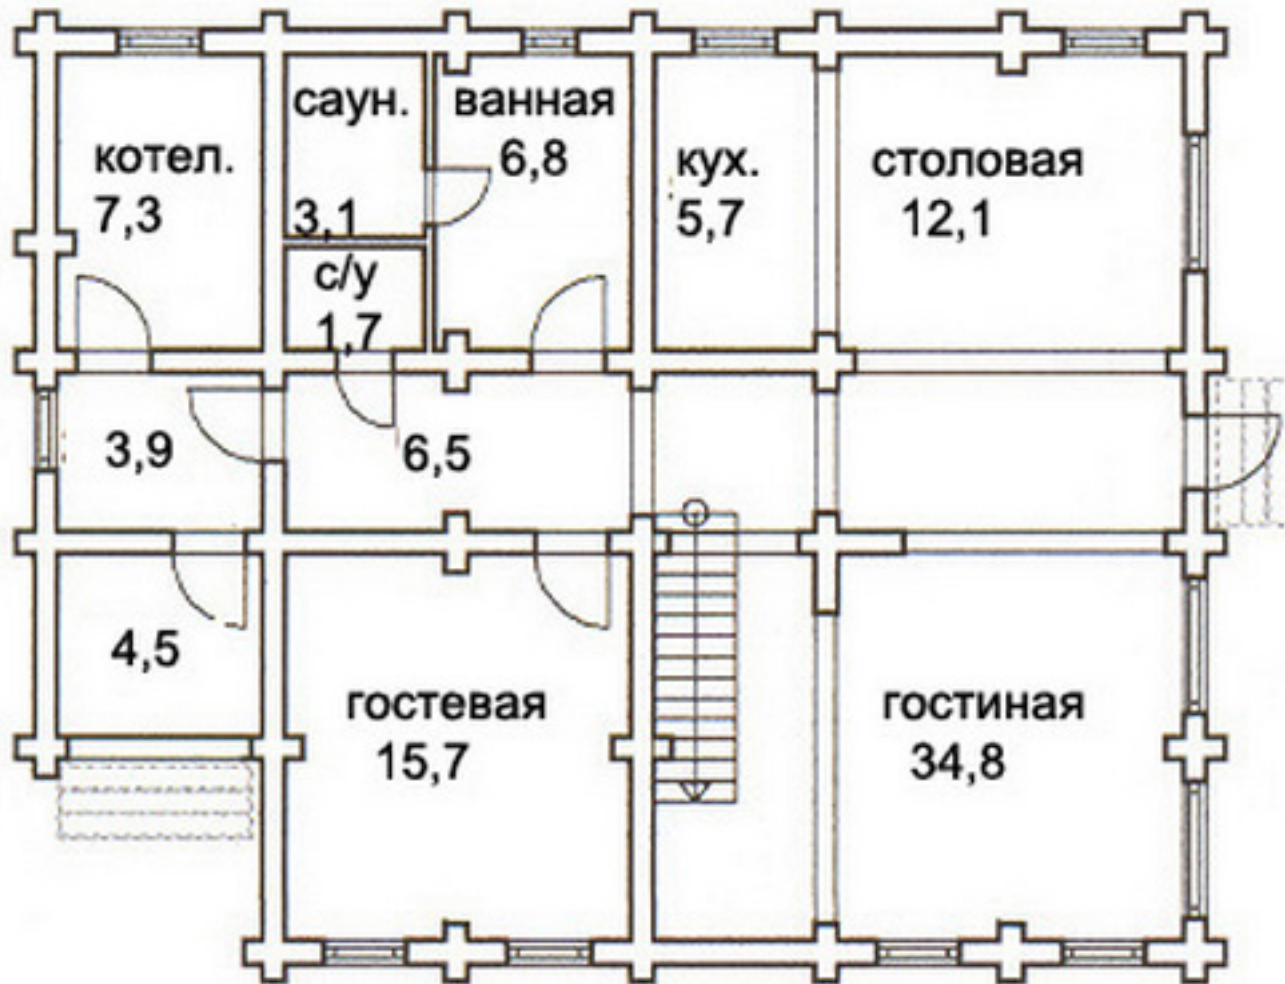 котел.
7,3
саун.
3,1
ванная
6,8
кух.
5,7
столовая
12,1
с/у
1,7
3,9
6,5
4,5
гостевая
15,7
гостиная
34,8